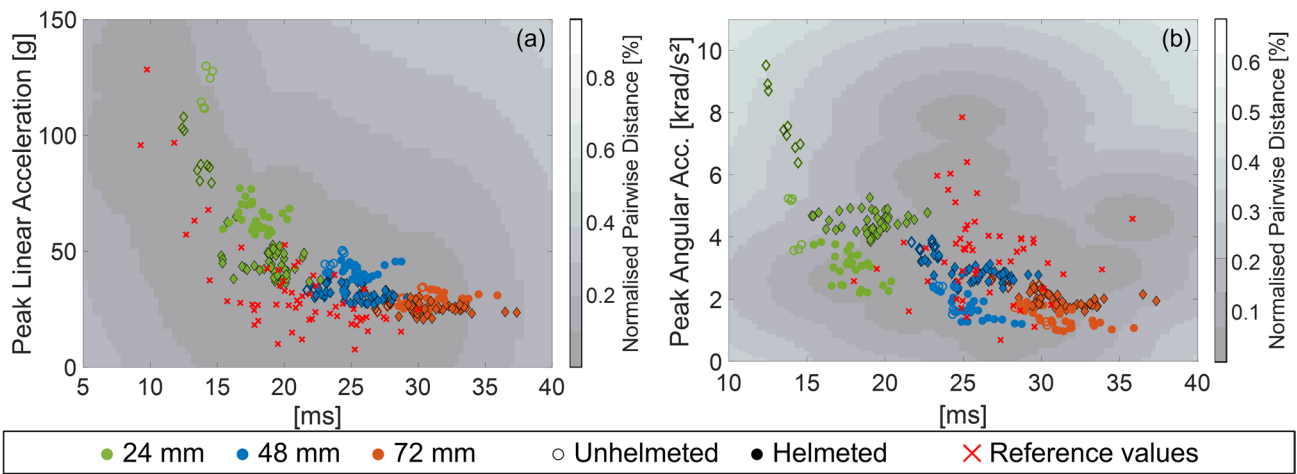 (a)
Peak Linear Acceleration [g]
150
100
50
0
5 10 15 20 25 30 35 40
[ms]
Normalised Pairwise Distance [%]
0.8
0.6
0.4
0.2
(b)
Peak Angular Acc. [krad/s²]
10
8
6
4
2
0
10 15 20 25 30 35 40
[ms]
Normalised Pairwise Distance [%]
0.6
0.5
0.4
0.3
0.2
0.1
24 mm 48 mm 72 mm Unhelmeted Helmeted Reference values